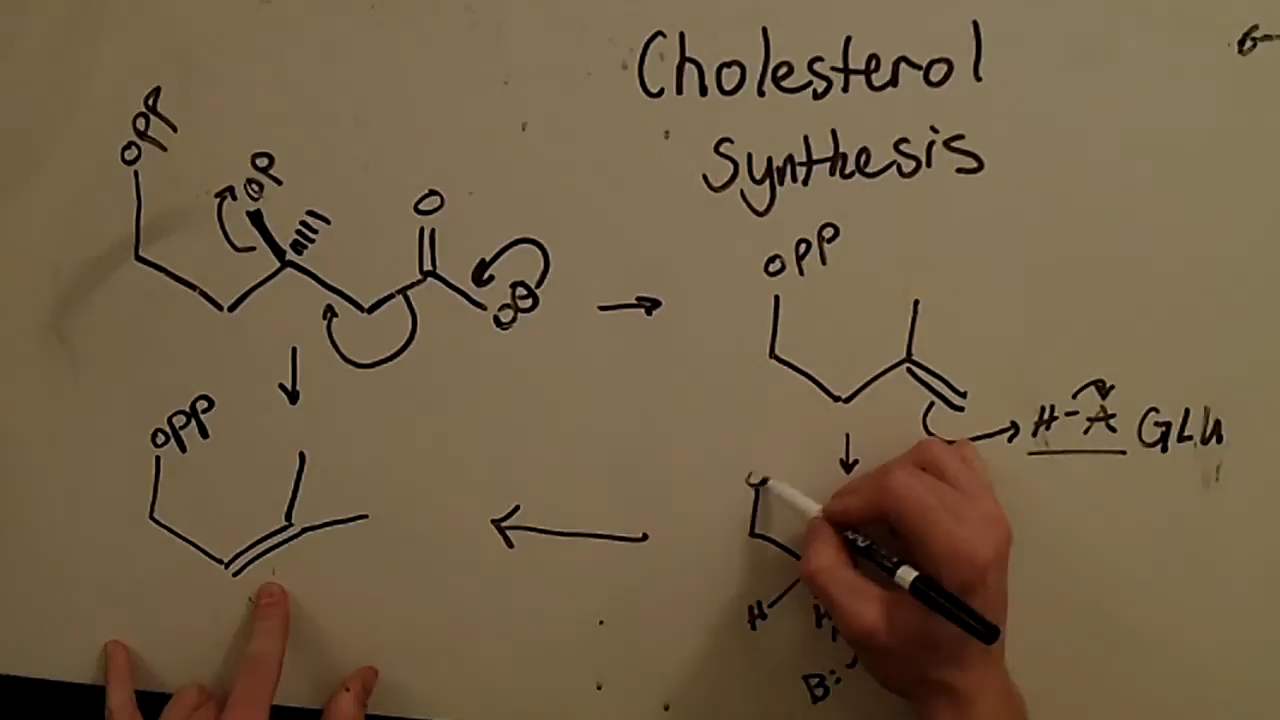 Cholesterol
Synthesis
OPP
OP
O
O⊖
OPP
H-A GLu
OPP
H
H
B: